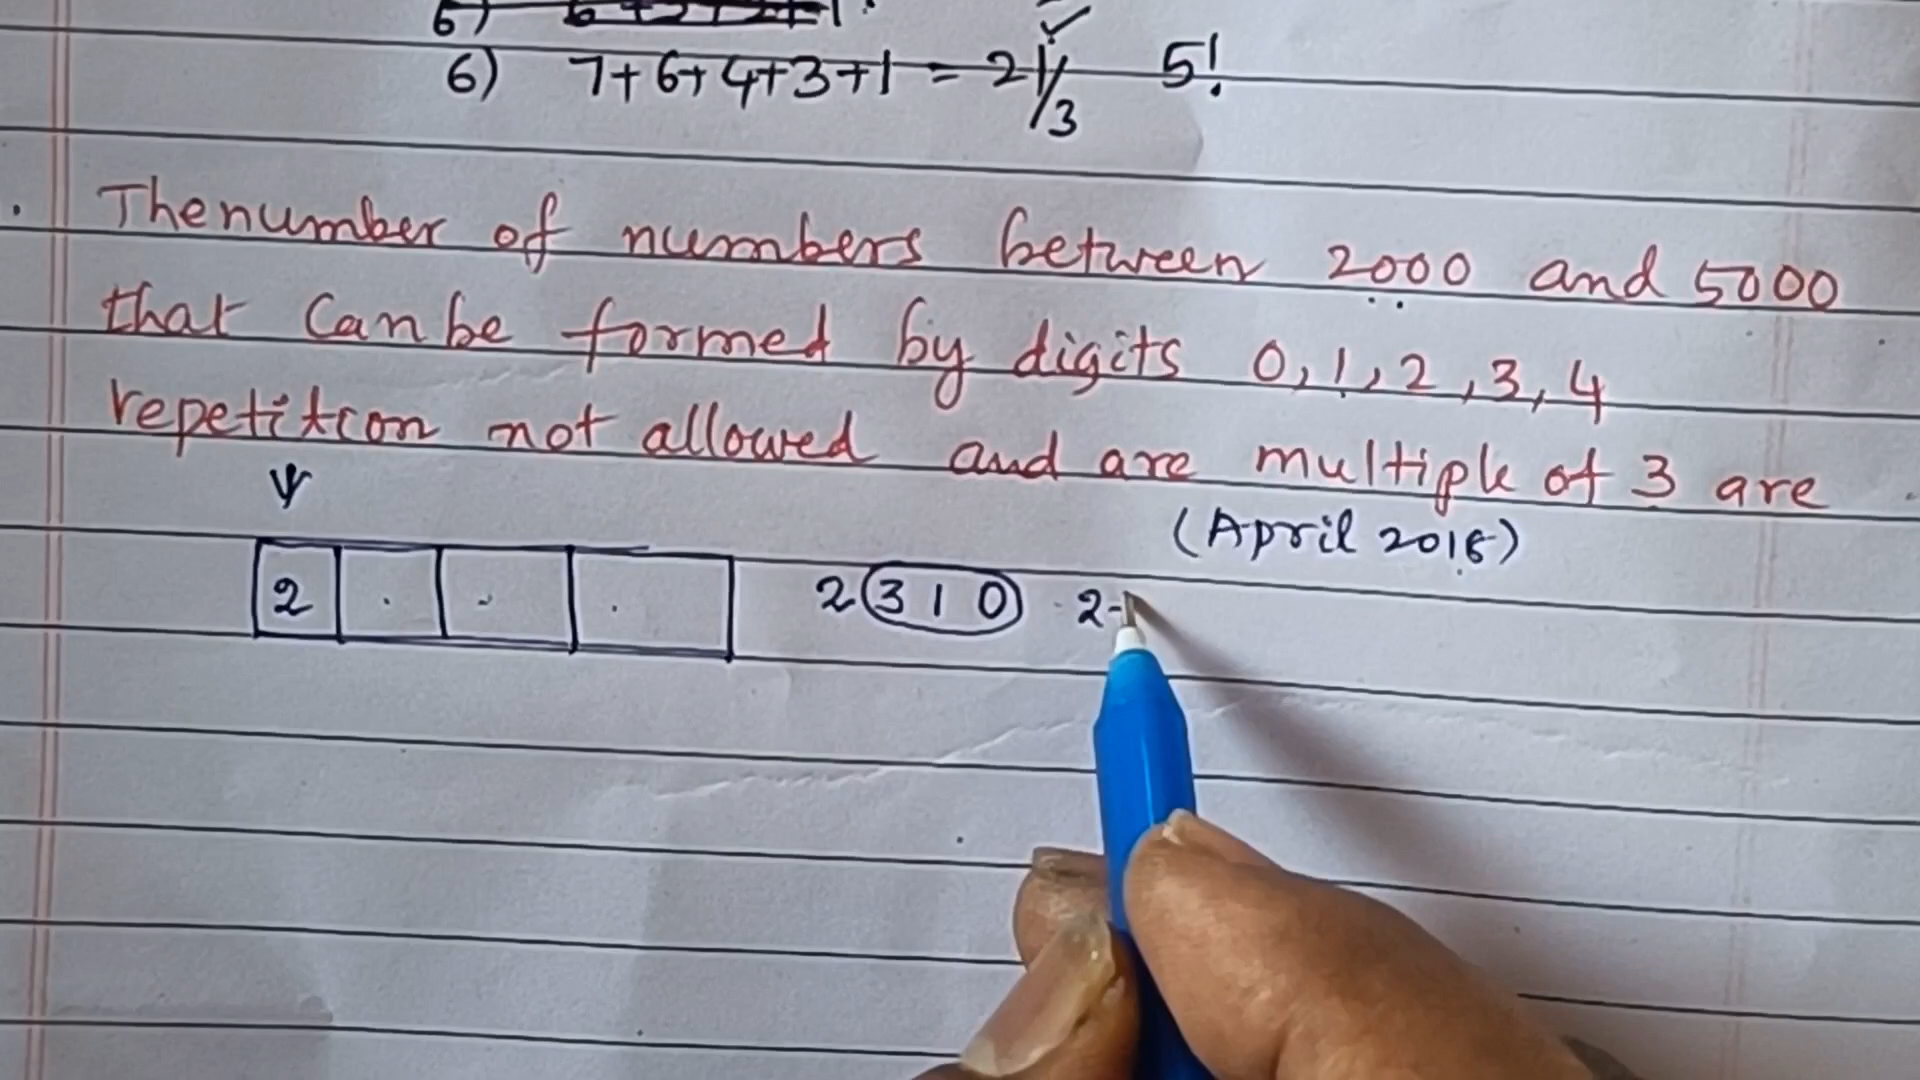 6) 7+6+4+3+1 = 21/3 5!
The number of numbers between 2000 and 5000
that can be formed by digits 0,1,2,3,4
repetition not allowed and are multiple of 3 are
(April 2018)
2 2 3 1 0 2